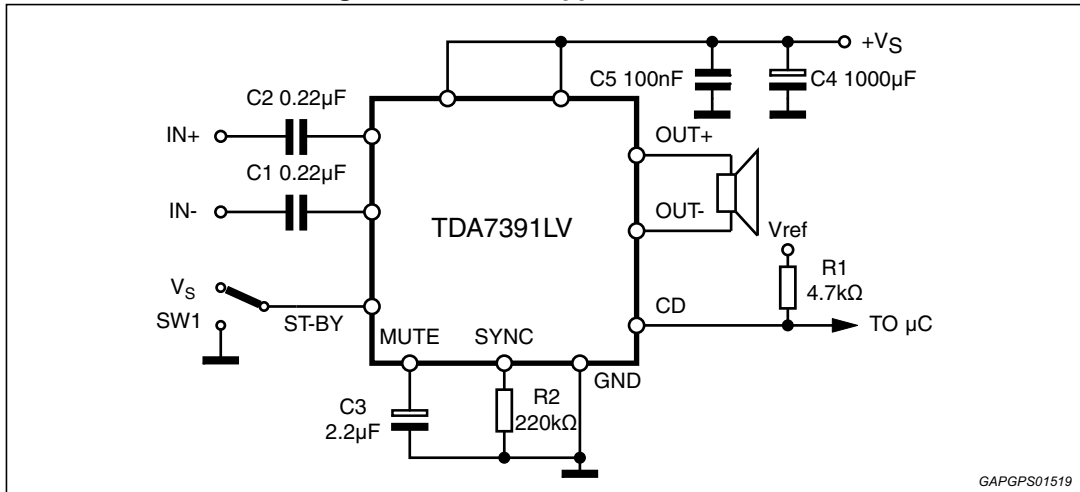 +VS
C5 100nF
C4 1000µF
C2 0.22µF
IN+
OUT+
C1 0.22µF
IN-
OUT-
TDA7391LV
Vref
R1
4.7kΩ
VS
SW1
ST-BY
CD
TO µC
MUTE
SYNC
GND
C3
2.2µF
R2
220kΩ
GAPGPS01519